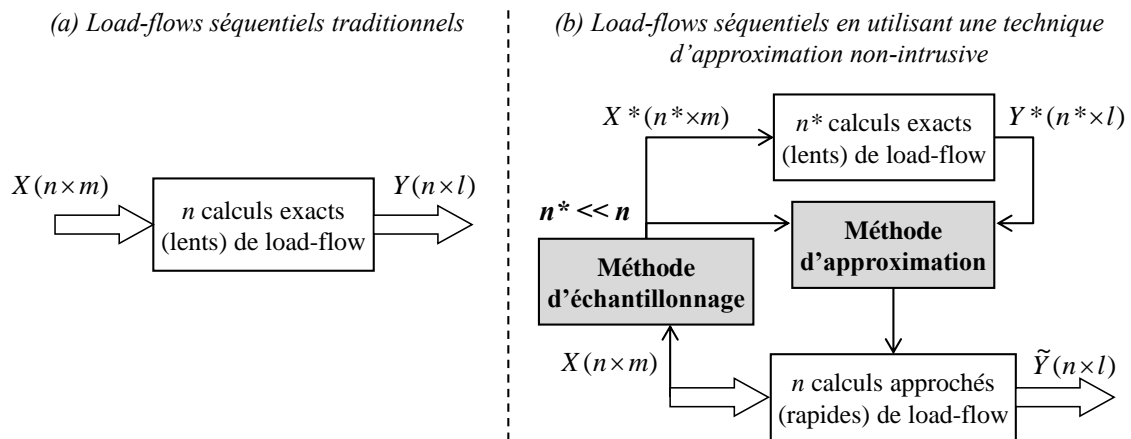 (a) Load-flows séquentiels traditionnels
X(n×m)
n calculs exacts
(lents) de load-flow
Y(n×l)
(b) Load-flows séquentiels en utilisant une technique
d’approximation non-intrusive
X*(n*×m)
n* calculs exacts
(lents) de load-flow
Y*(n*×l)
n* << n
Méthode
d'échantillonnage
Méthode
d'approximation
X(n×m)
n calculs approchés
(rapides) de load-flow
Ỹ(n×l)